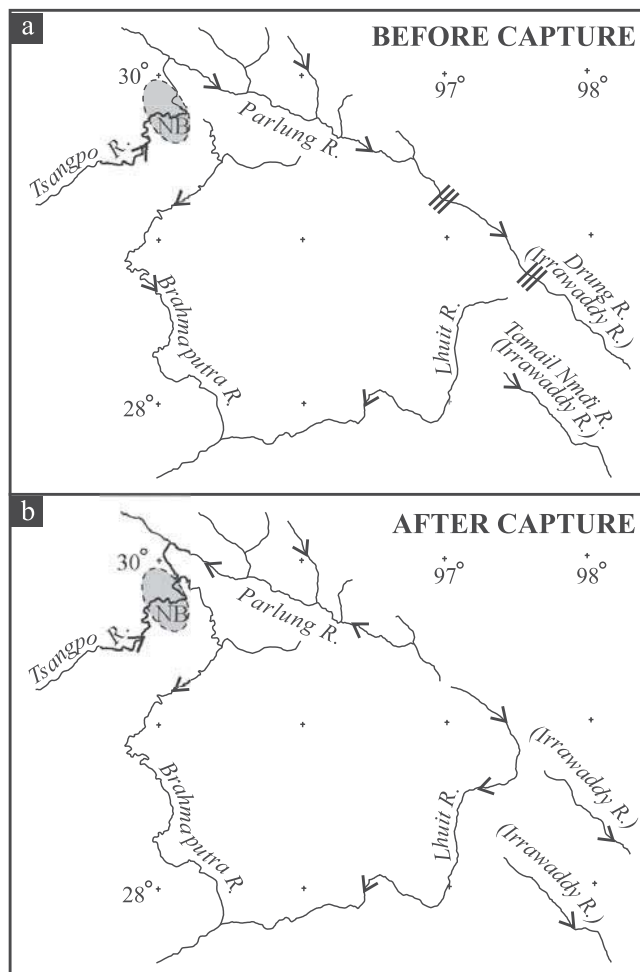 a
BEFORE CAPTURE
30°
97°
98°
NB
Tsangpo R.
Parlung R.
Drung R.
(Irrawaddy R.)
Brahmaputra R.
Lhuit R.
Tamail Nmai R.
(Irrawaddy R.)
28°
b
AFTER CAPTURE
30°
97°
98°
NB
Tsangpo R.
Parlung R.
(Irrawaddy R.)
Brahmaputra R.
Lhuit R.
(Irrawaddy R.)
28°